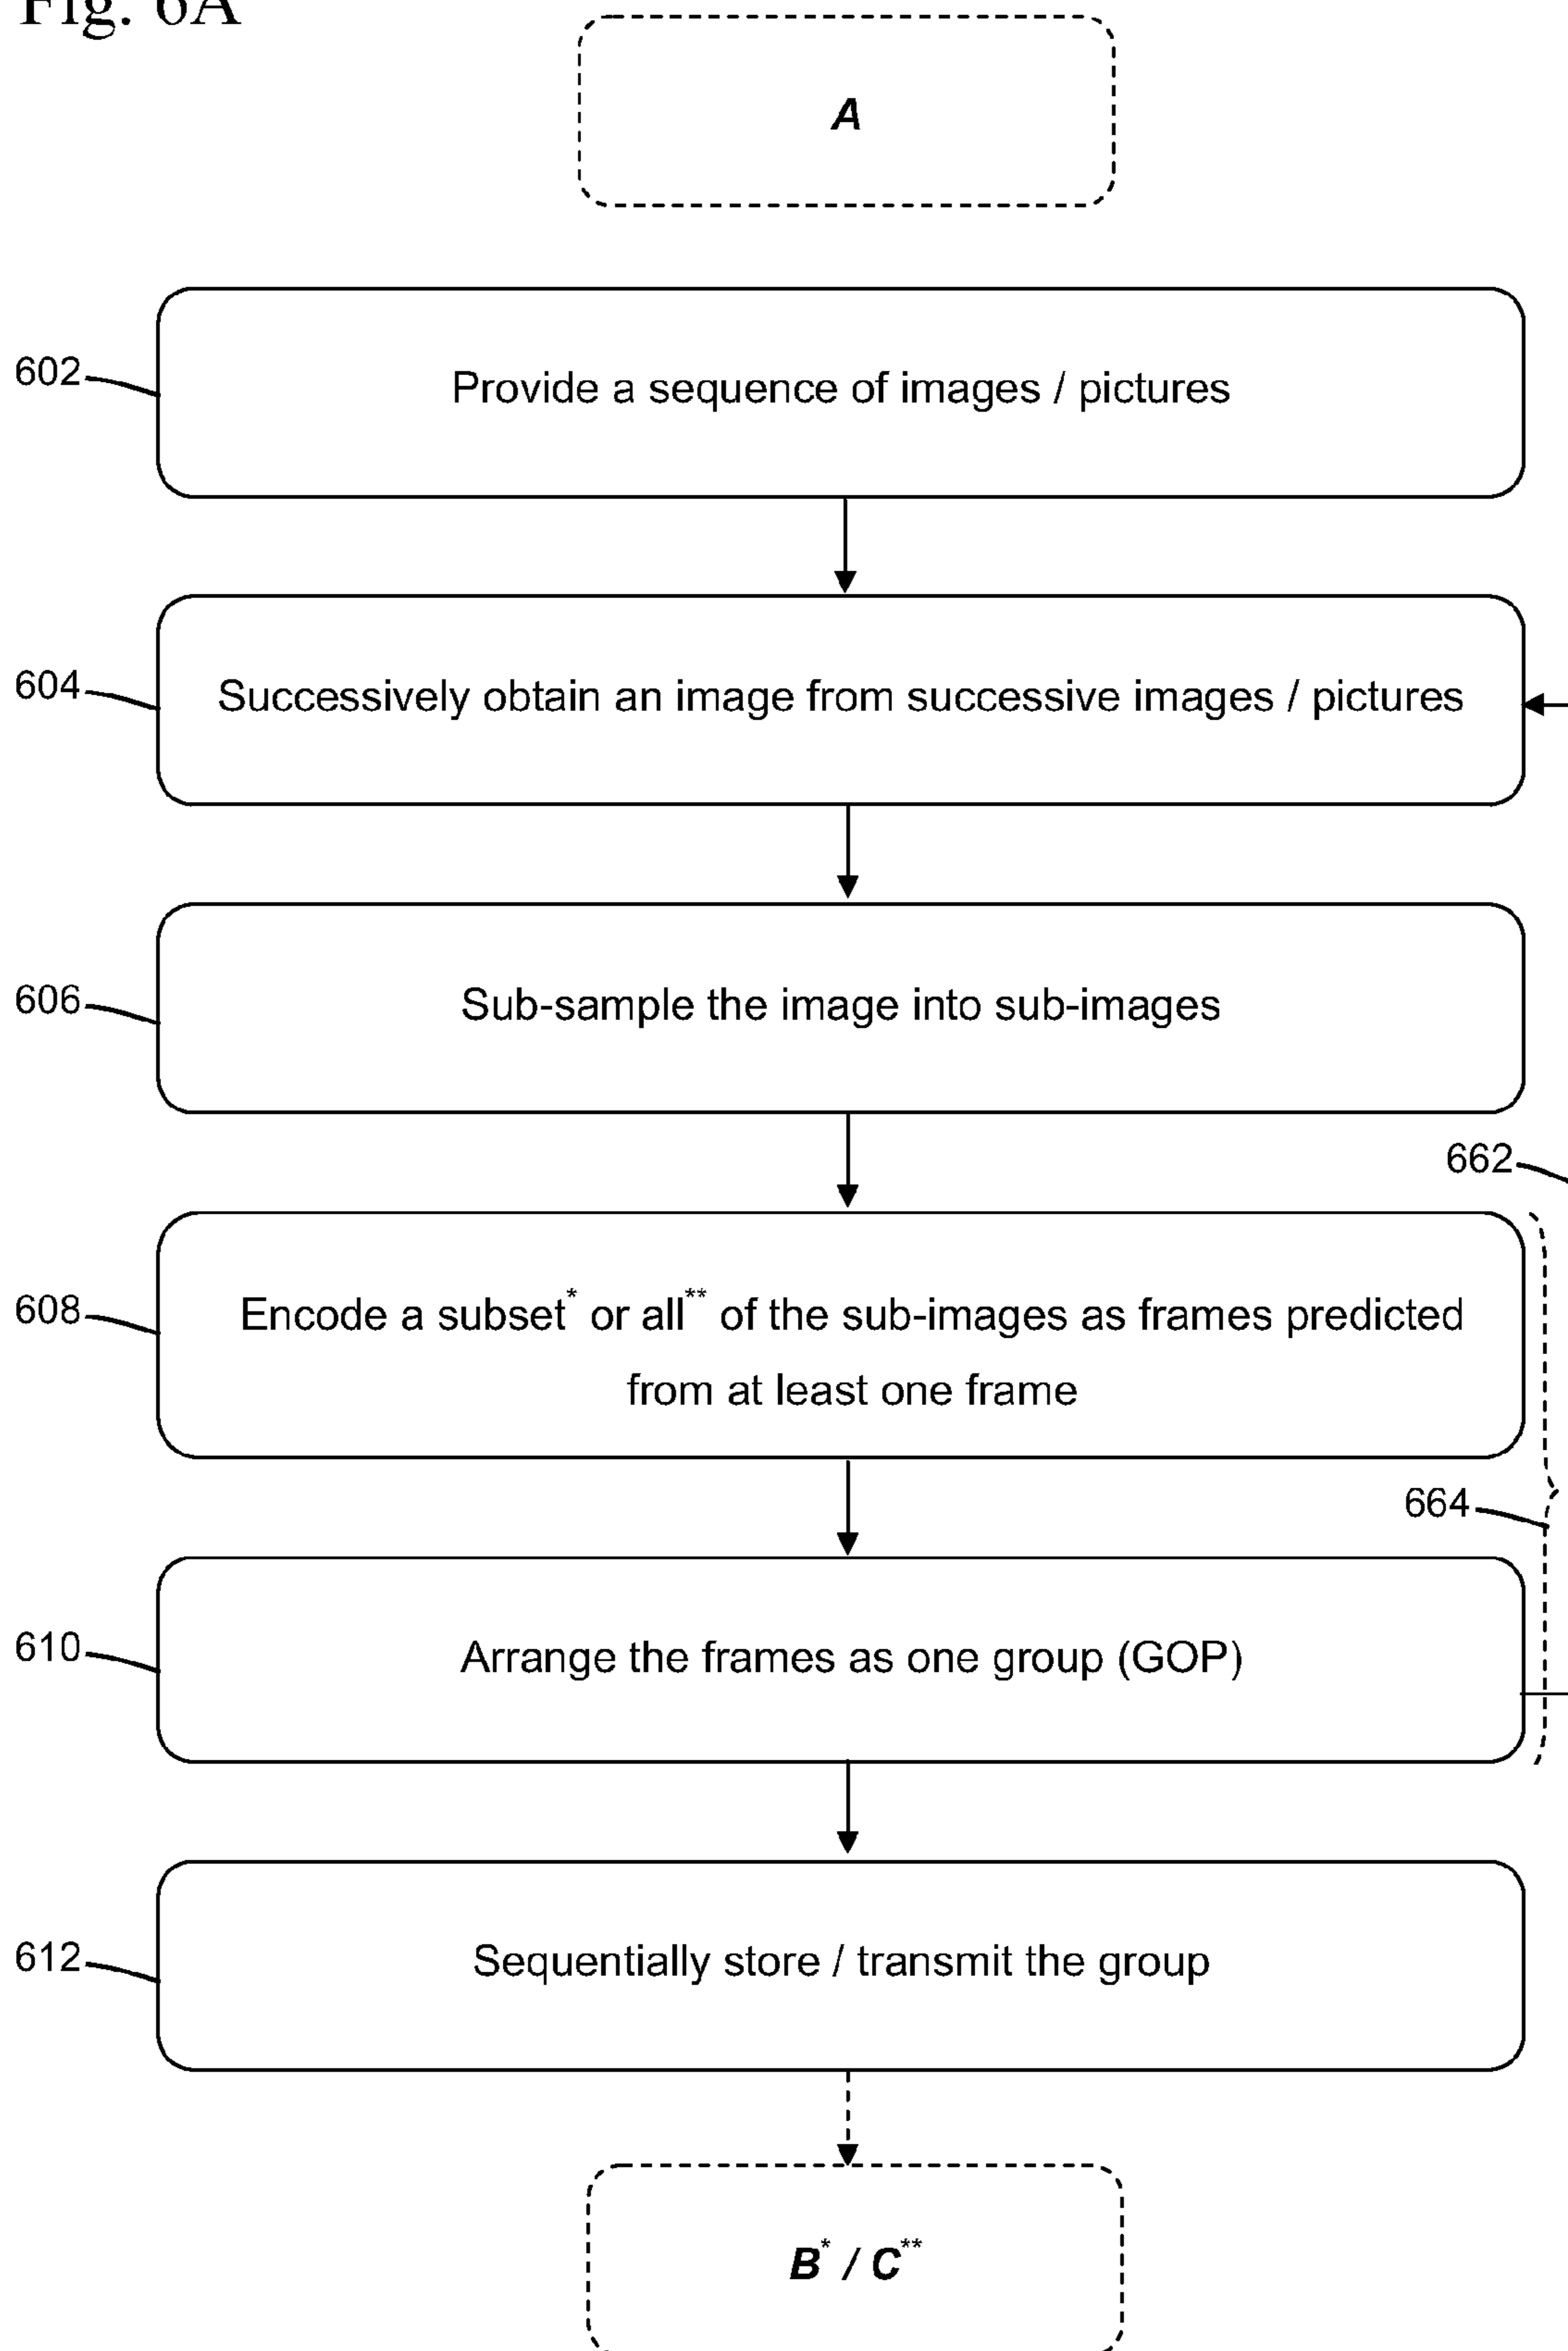 Fig. 6A
A
602
Provide a sequence of images / pictures
604
Successively obtain an image from successive images / pictures
606
Sub-sample the image into sub-images
662
608
Encode a subset* or all** of the sub-images as frames predicted
from at least one frame
664
610
Arrange the frames as one group (GOP)
612
Sequentially store / transmit the group
B* / C**